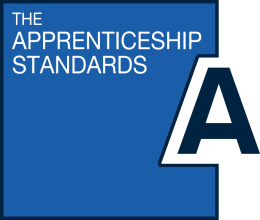 THE
APPRENTICESHIP
STANDARDS
A